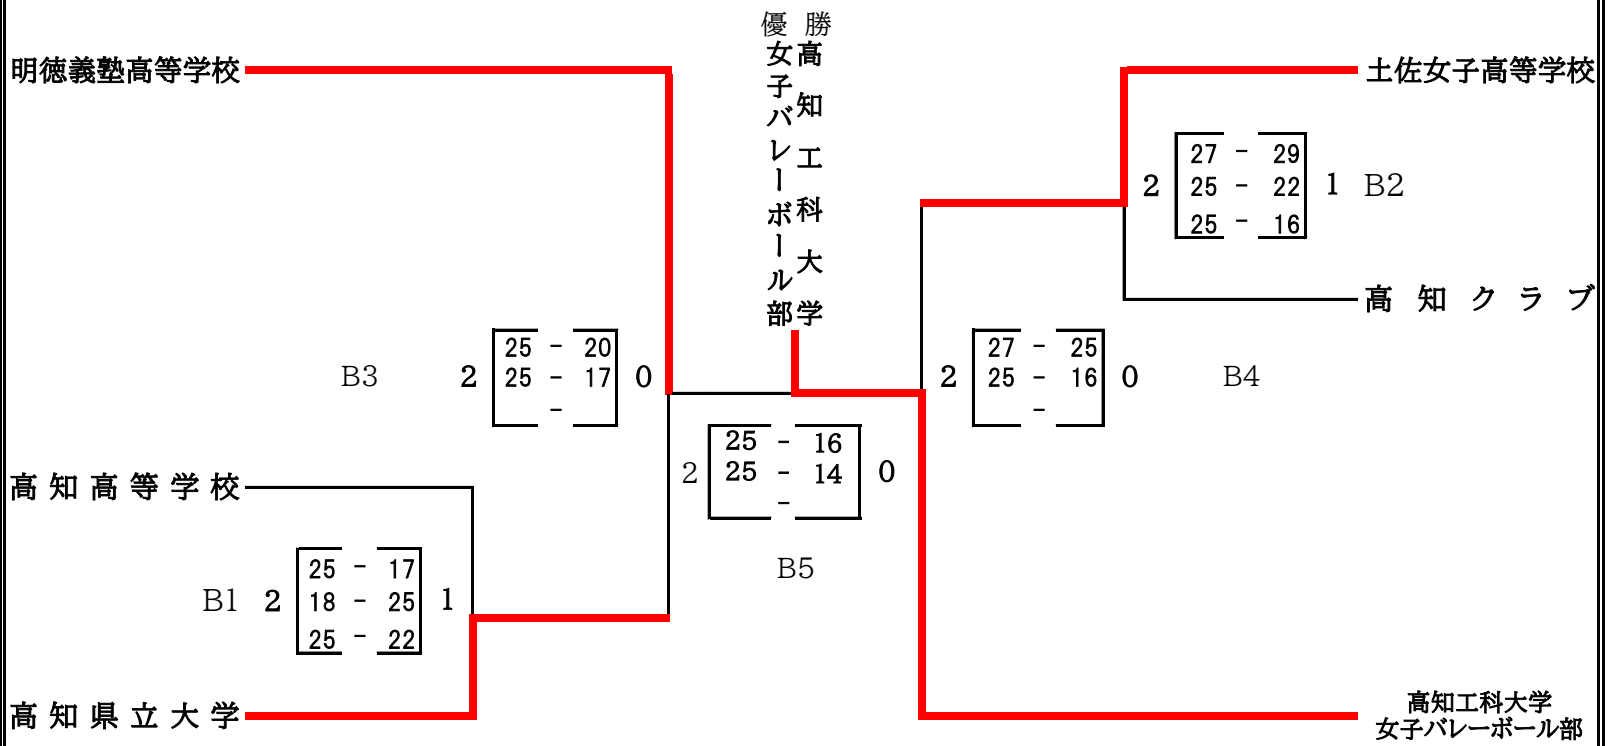 優勝
高知工科大学
女子バレーボール部
明徳義塾高等学校
土佐女子高等学校
27 - 29
2 25 - 22 1 B2
25 - 16
高知クラブ
25 - 20
B3 2 25 - 17 0
-
27 - 25
2 25 - 16 0 B4
-
25 - 16
2 25 - 14 0
-
B5
高知高等学校
25 - 17
B1 2 18 - 25 1
25 - 22
高知県立大学
高知工科大学
女子バレーボール部